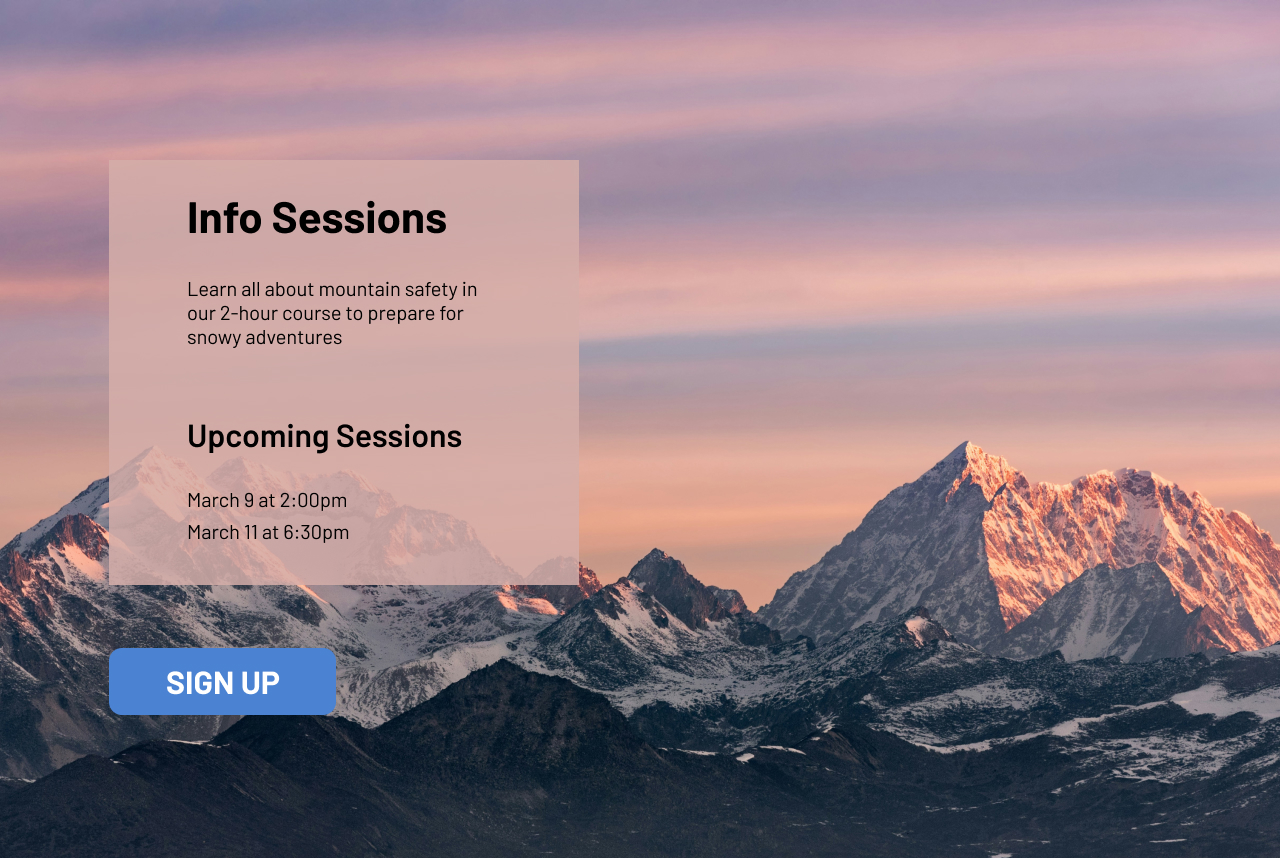 Info Sessions
Learn all about mountain safety in
our 2-hour course to prepare for
snowy adventures
Upcoming Sessions
March 9 at 2:00pm
March 11 at 6:30pm
SIGN UP